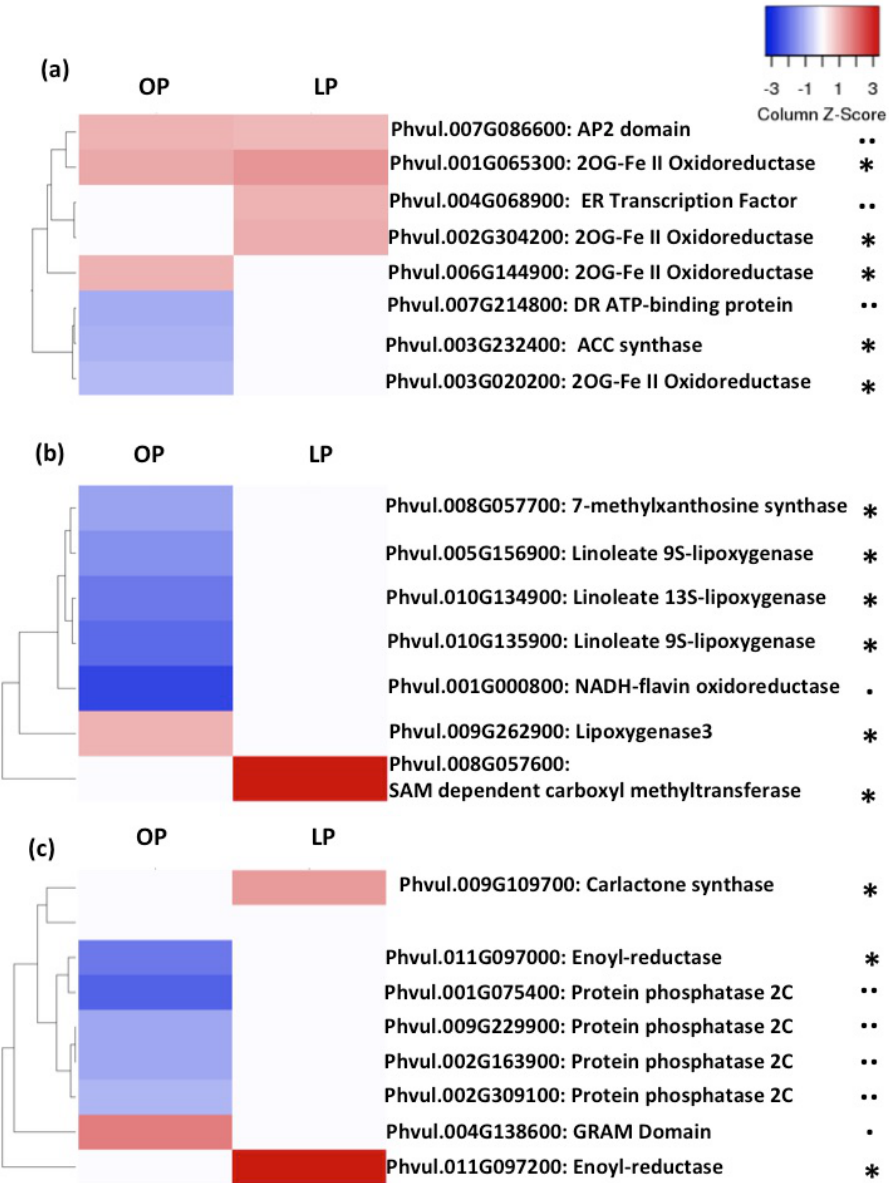 -3 -1 1 3
Column Z-Score
(a)
OP LP
Phvul.007G086600: AP2 domain ••
Phvul.001G065300: 2OG-Fe II Oxidoreductase *
Phvul.004G068900: ER Transcription Factor ••
Phvul.002G304200: 2OG-Fe II Oxidoreductase *
Phvul.006G144900: 2OG-Fe II Oxidoreductase *
Phvul.007G214800: DR ATP-binding protein ••
Phvul.003G232400: ACC synthase *
Phvul.003G020200: 2OG-Fe II Oxidoreductase *
(b)
OP LP
Phvul.008G057700: 7-methylxanthosine synthase *
Phvul.005G156900: Linoleate 9S-lipoxygenase *
Phvul.010G134900: Linoleate 13S-lipoxygenase *
Phvul.010G135900: Linoleate 9S-lipoxygenase *
Phvul.001G000800: NADH-flavin oxidoreductase •
Phvul.009G262900: Lipoxygenase3 *
Phvul.008G057600:
SAM dependent carboxyl methyltransferase *
(c)
OP LP
Phvul.009G109700: Carlactone synthase *
Phvul.011G097000: Enoyl-reductase *
Phvul.001G075400: Protein phosphatase 2C ••
Phvul.009G229900: Protein phosphatase 2C ••
Phvul.002G163900: Protein phosphatase 2C ••
Phvul.002G309100: Protein phosphatase 2C ••
Phvul.004G138600: GRAM Domain •
Phvul.011G097200: Enoyl-reductase *